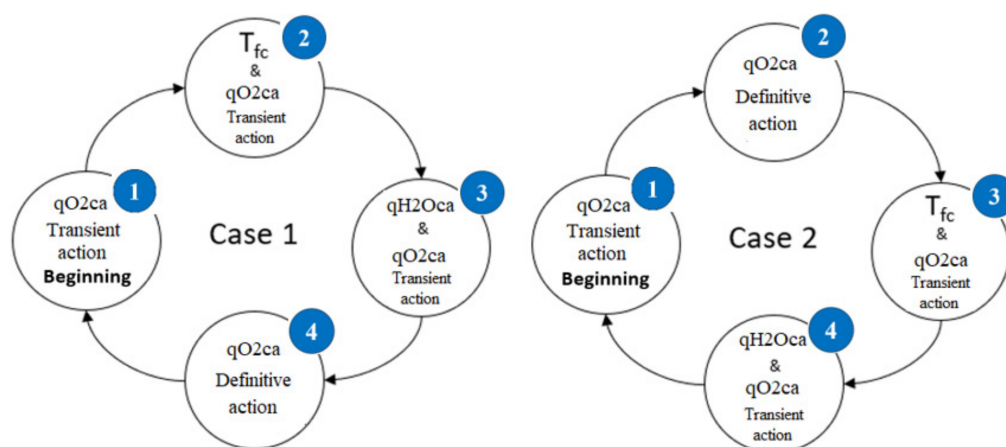 2
T_fc
&
qO2ca
Transient
action
1
qO2ca
Transient
action
Beginning
Case 1
3
qH2Oca
&
qO2ca
Transient
action
4
qO2ca
Definitive
action
2
qO2ca
Definitive
action
1
qO2ca
Transient
action
Beginning
Case 2
3
T_fc
&
qO2ca
Transient
action
4
qH2Oca
&
qO2ca
Transient
action